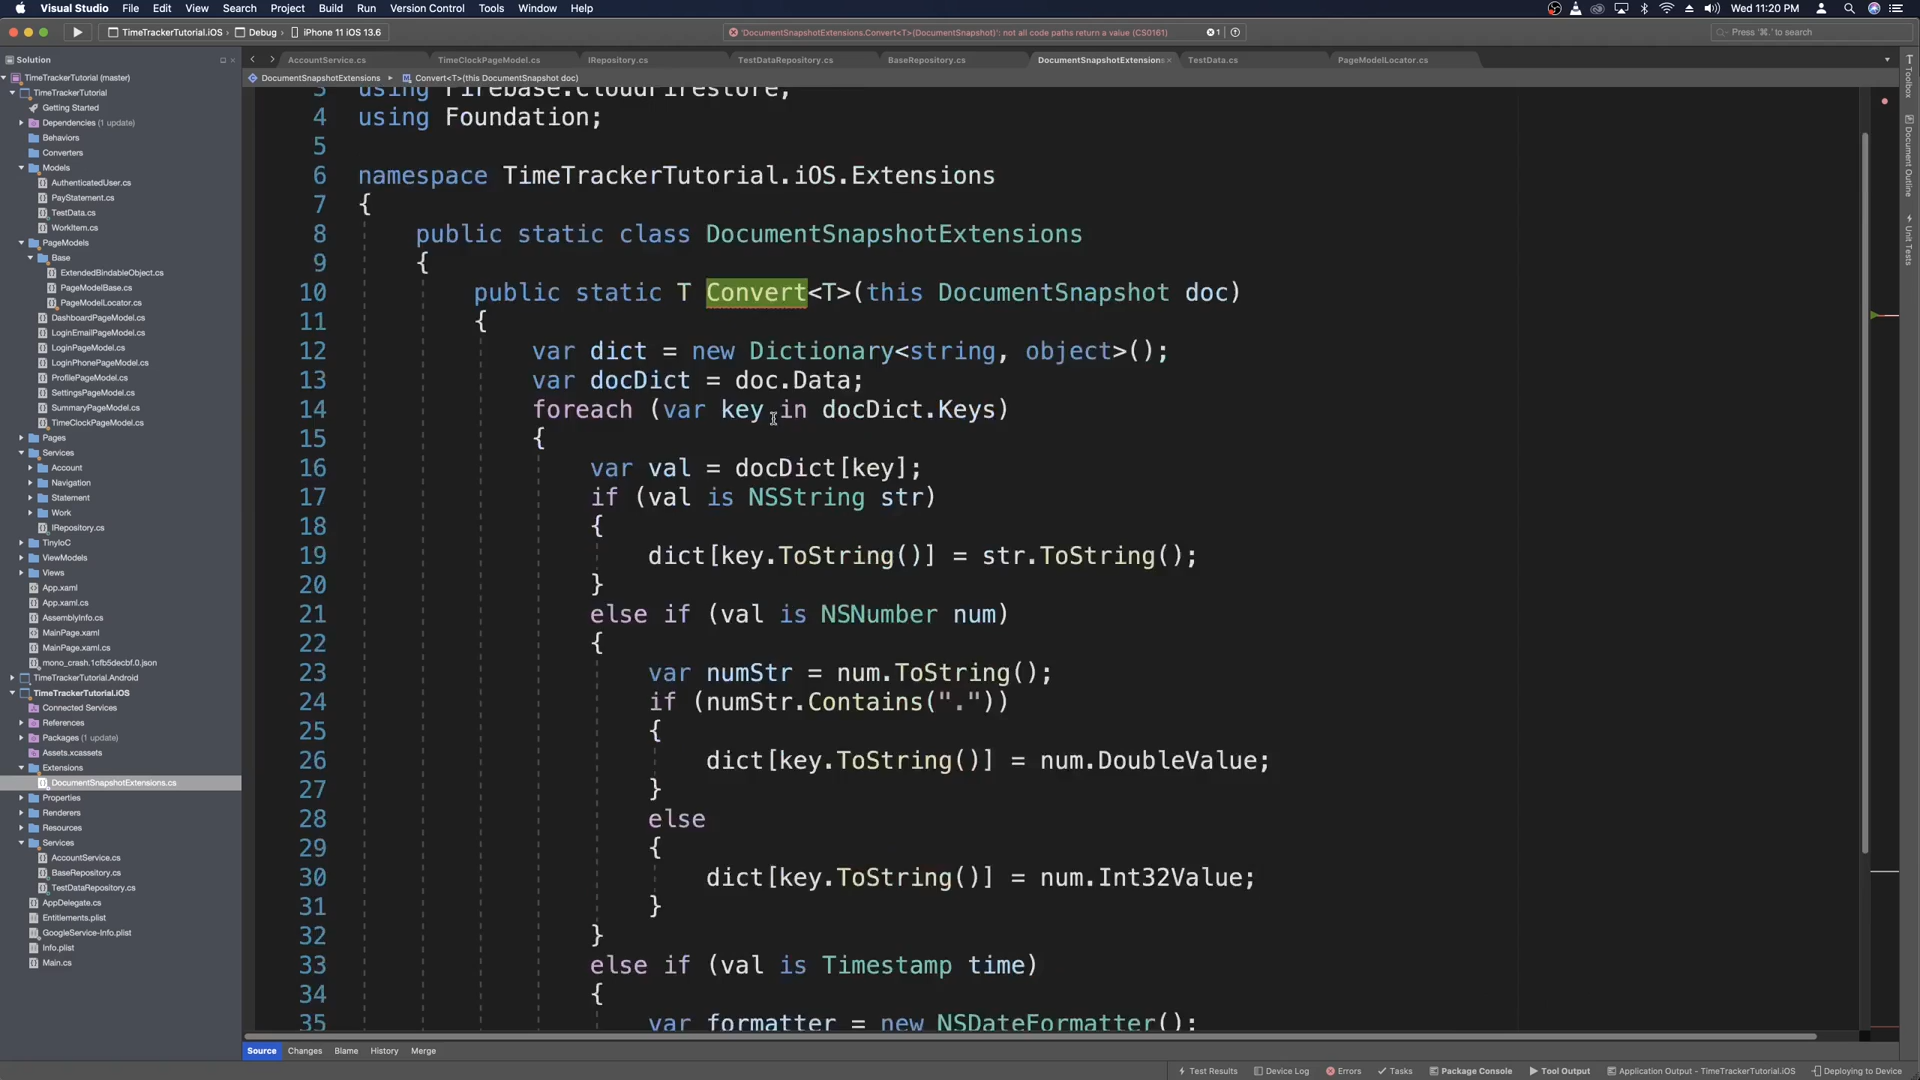 Visual Studio File Edit View Search Project Build Run Version Control Tools Window Help Wed 11:20 PM
TimeTrackerTutorial.iOS Debug iPhone 11 iOS 13.6 'DocumentSnapshotExtensions.Convert<T>(DocumentSnapshot)': not all code paths return a value (CS0161) 1 Press '⌘.' to search
Solution
AccountService.cs TimeClockPageModel.cs IRepository.cs TestDataRepository.cs BaseRepository.cs DocumentSnapshotExtensions TestData.cs PageModelLocator.cs
DocumentSnapshotExtensions Convert<T>(this DocumentSnapshot doc)
TimeTrackerTutorial (master)
TimeTrackerTutorial
Getting Started
Dependencies (1 update)
Behaviors
Converters
Models
AuthenticatedUser.cs
PayStatement.cs
TestData.cs
WorkItem.cs
PageModels
Base
ExtendedBindableObject.cs
PageModelBase.cs
PageModelLocator.cs
DashboardPageModel.cs
LoginEmailPageModel.cs
LoginPageModel.cs
LoginPhonePageModel.cs
ProfilePageModel.cs
SettingsPageModel.cs
SummaryPageModel.cs
TimeClockPageModel.cs
Pages
Services
Account
Navigation
Statement
Work
IRepository.cs
TinyIoC
ViewModels
Views
App.xaml
App.xaml.cs
AssemblyInfo.cs
MainPage.xaml
MainPage.xaml.cs
mono_crash.1cfb5decbf.0.json
TimeTrackerTutorial.Android
TimeTrackerTutorial.iOS
Connected Services
References
Packages (1 update)
Assets.xcassets
Extensions
DocumentSnapshotExtensions.cs
Properties
Renderers
Resources
Services
AccountService.cs
BaseRepository.cs
TestDataRepository.cs
AppDelegate.cs
Entitlements.plist
GoogleService-Info.plist
Info.plist
Main.cs
3 using Firebase.CloudFirestore;
4 using Foundation;
5
6 namespace TimeTrackerTutorial.iOS.Extensions
7 {
8 public static class DocumentSnapshotExtensions
9 {
10 public static T Convert<T>(this DocumentSnapshot doc)
11 {
12 var dict = new Dictionary<string, object>();
13 var docDict = doc.Data;
14 foreach (var key in docDict.Keys)
15 {
16 var val = docDict[key];
17 if (val is NSString str)
18 {
19 dict[key.ToString()] = str.ToString();
20 }
21 else if (val is NSNumber num)
22 {
23 var numStr = num.ToString();
24 if (numStr.Contains("."))
25 {
26 dict[key.ToString()] = num.DoubleValue;
27 }
28 else
29 {
30 dict[key.ToString()] = num.Int32Value;
31 }
32 }
33 else if (val is Timestamp time)
34 {
35 var formatter = new NSDateFormatter();
Toolbox
Document Outline
Unit Tests
Source Changes Blame History Merge
Test Results Device Log Errors Tasks Package Console Tool Output Application Output - TimeTrackerTutorial.iOS Deploying to Device